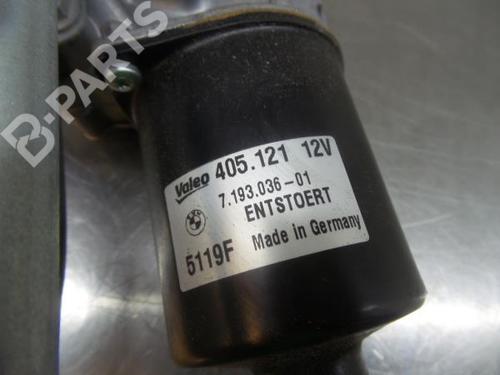 B-PARTS
Valeo 405.121 12V
7.193.036-01
ENTSTOERT
5119F Made in Germany